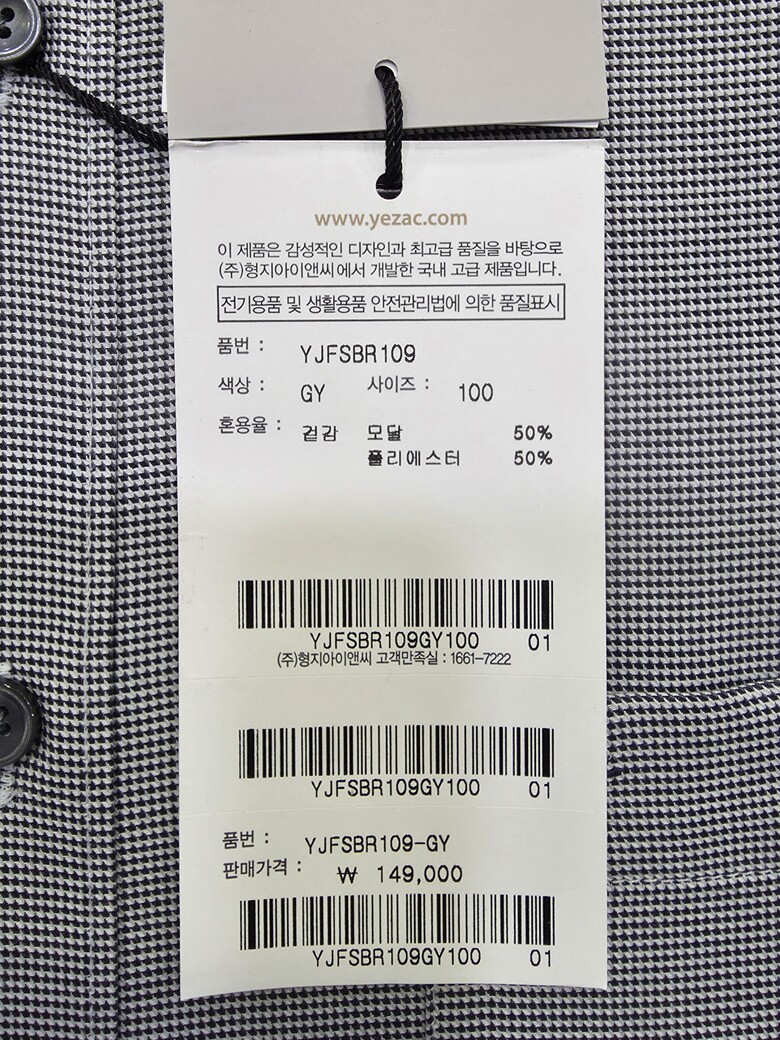 www.yezac.com
이 제품은 감성적인 디자인과 최고급 품질을 바탕으로
(주)형지아이앤씨에서 개발한 국내 고급 제품입니다.
전기용품 및 생활용품 안전관리법에 의한 품질표시
품번 : YJFSBR109
색상 : GY 사이즈 : 100
혼용율 : 겉감 모달 50%
폴리에스터 50%
YJFSBR109GY100 01
(주)형지아이앤씨 고객만족실 : 1661-7222
YJFSBR109GY100 01
품번 : YJFSBR109-GY
판매가격 : ₩ 149,000
YJFSBR109GY100 01